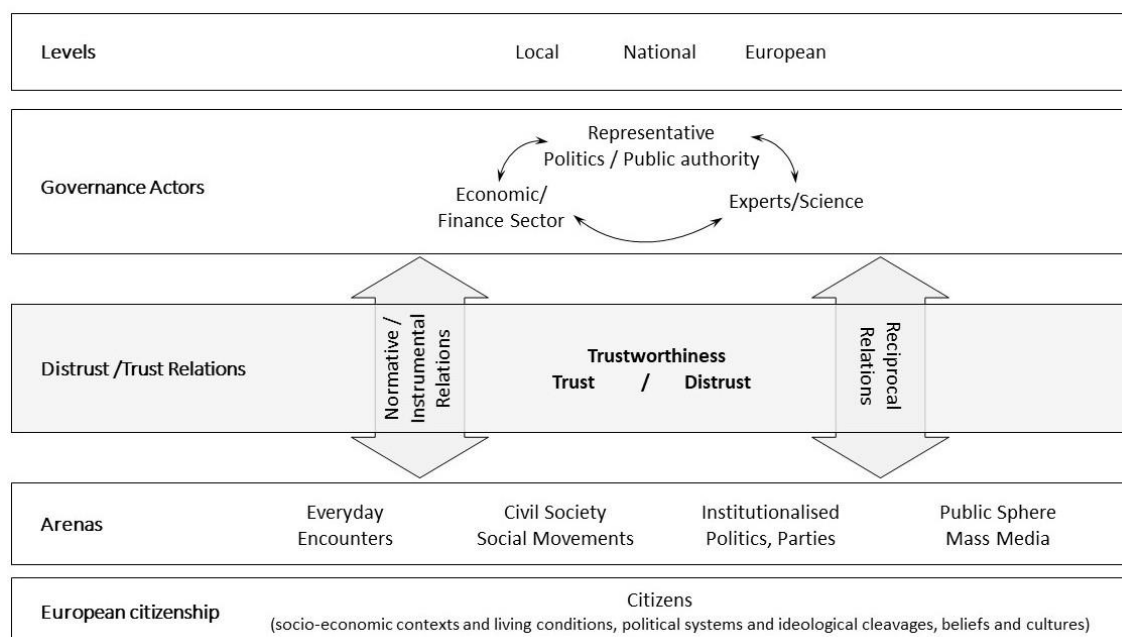 Levels
Local National European
Governance Actors
Representative
Politics / Public authority
Economic/
Finance Sector
Experts/Science
Distrust /Trust Relations
Normative /
Instrumental
Relations
Trustworthiness
Trust / Distrust
Reciprocal
Relations
Arenas
Everyday
Encounters
Civil Society
Social Movements
Institutionalised
Politics, Parties
Public Sphere
Mass Media
European citizenship
Citizens
(socio-economic contexts and living conditions, political systems and ideological cleavages, beliefs and cultures)